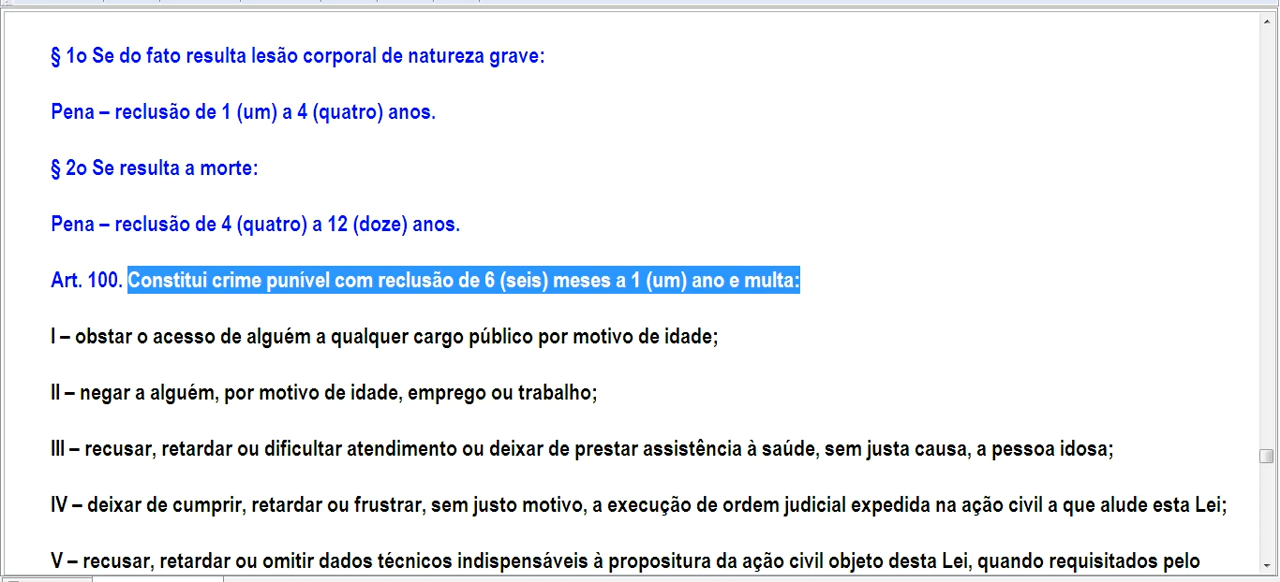 § 1o Se do fato resulta lesão corporal de natureza grave:
Pena – reclusão de 1 (um) a 4 (quatro) anos.
§ 2o Se resulta a morte:
Pena – reclusão de 4 (quatro) a 12 (doze) anos.
Art. 100. Constitui crime punível com reclusão de 6 (seis) meses a 1 (um) ano e multa:
I – obstar o acesso de alguém a qualquer cargo público por motivo de idade;
II – negar a alguém, por motivo de idade, emprego ou trabalho;
III – recusar, retardar ou dificultar atendimento ou deixar de prestar assistência à saúde, sem justa causa, a pessoa idosa;
IV – deixar de cumprir, retardar ou frustrar, sem justo motivo, a execução de ordem judicial expedida na ação civil a que alude esta Lei;
V – recusar, retardar ou omitir dados técnicos indispensáveis à propositura da ação civil objeto desta Lei, quando requisitados pelo